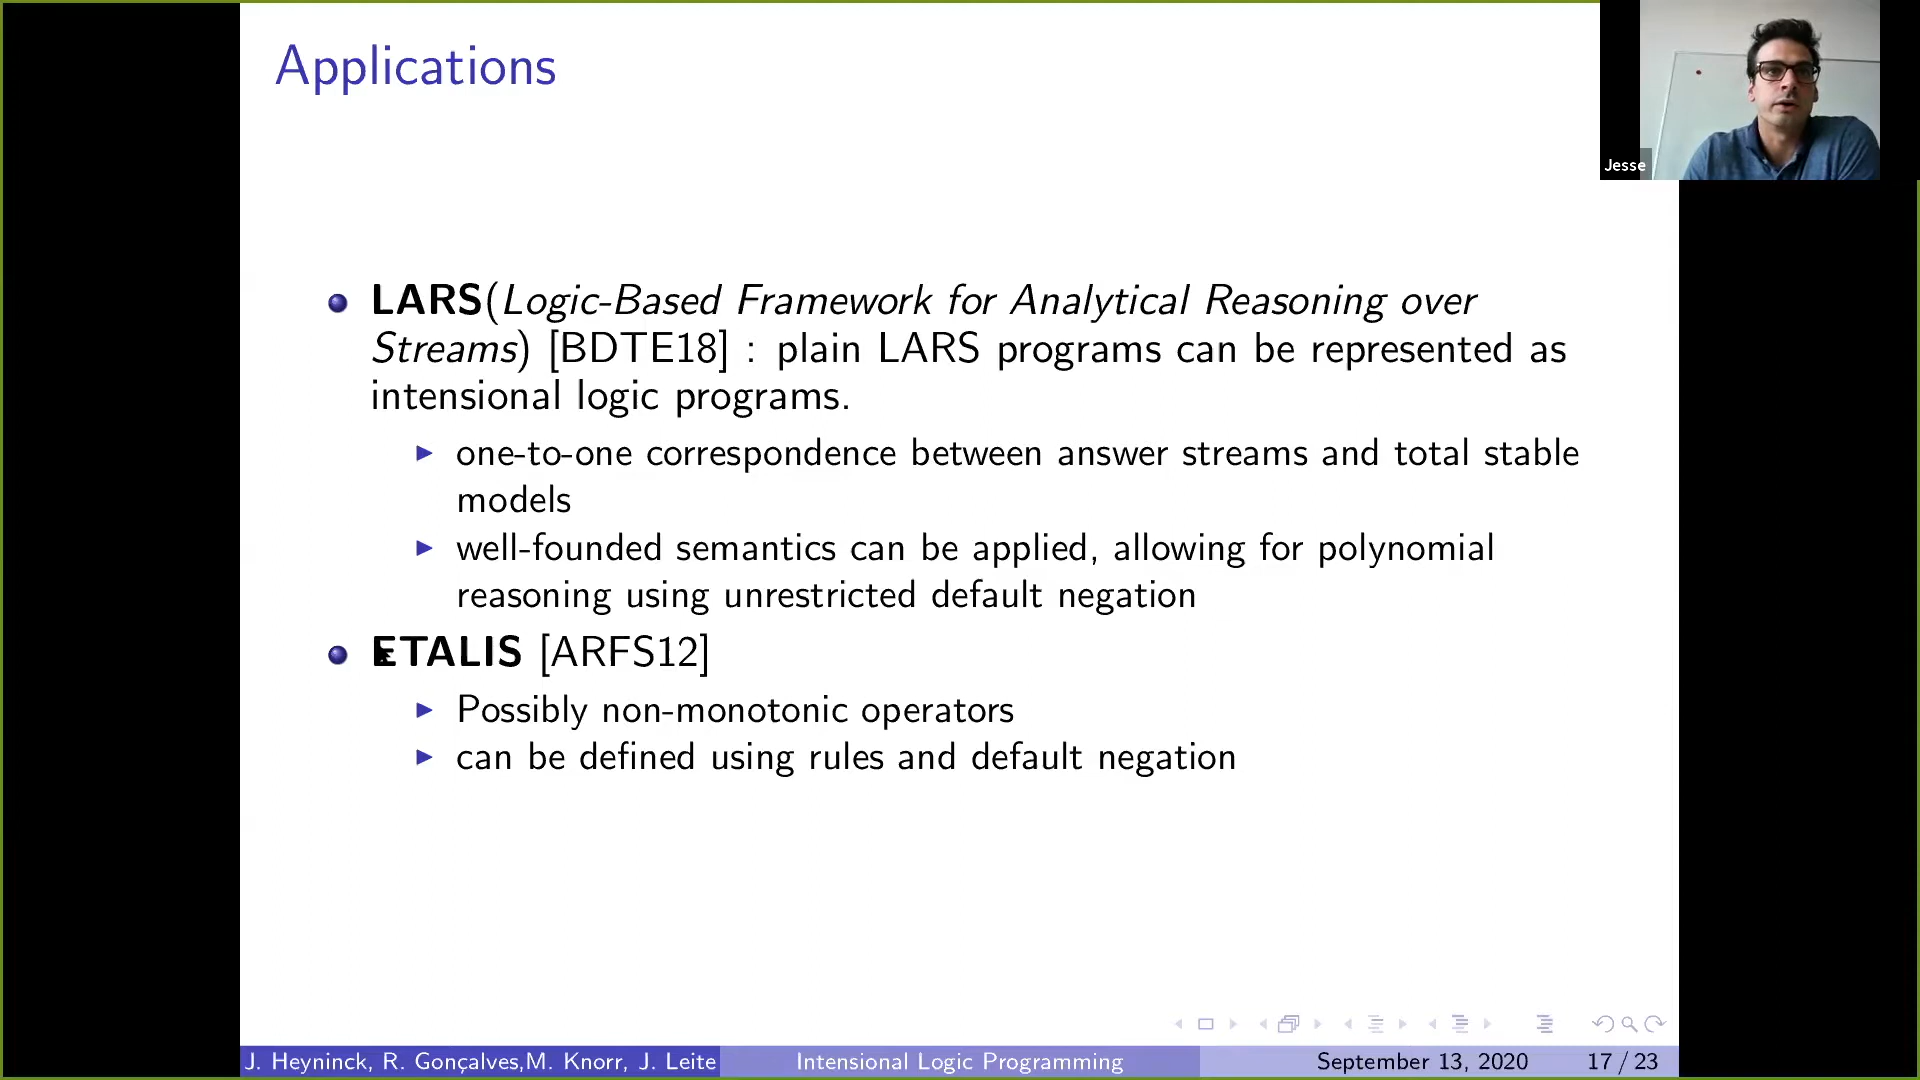 Applications
Jesse
LARS(Logic-Based Framework for Analytical Reasoning over
Streams) [BDTE18] : plain LARS programs can be represented as
intensional logic programs.
one-to-one correspondence between answer streams and total stable
models
well-founded semantics can be applied, allowing for polynomial
reasoning using unrestricted default negation
ETALIS [ARFS12]
Possibly non-monotonic operators
can be defined using rules and default negation
J. Heyninck, R. Gonçalves,M. Knorr, J. Leite
Intensional Logic Programming
September 13, 2020
17 / 23